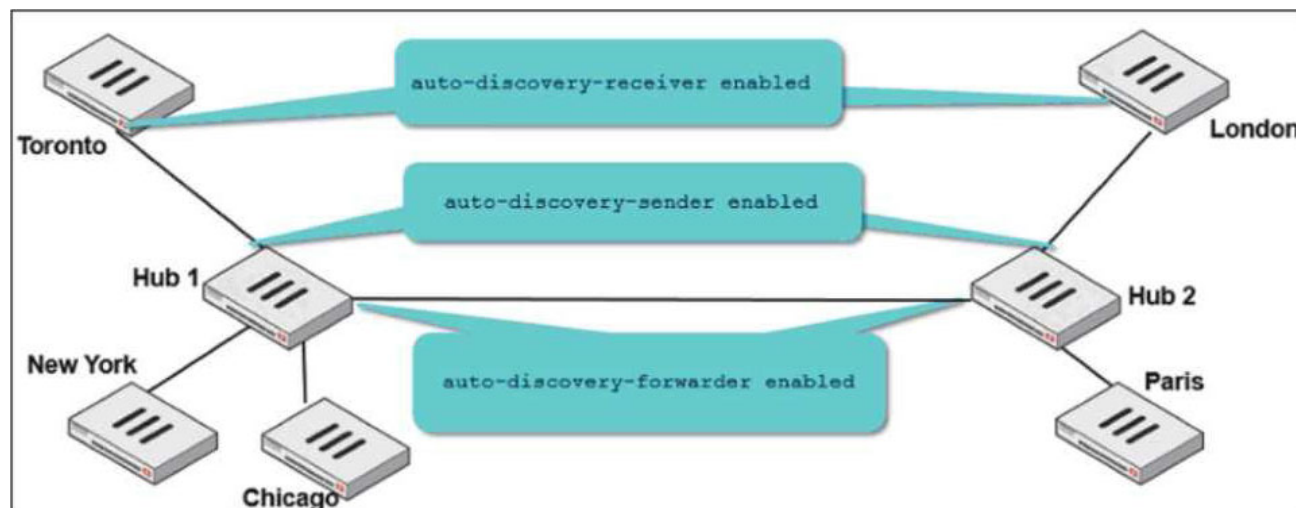 auto-discovery-receiver enabled
Toronto
London
auto-discovery-sender enabled
Hub 1
Hub 2
New York
auto-discovery-forwarder enabled
Paris
Chicago